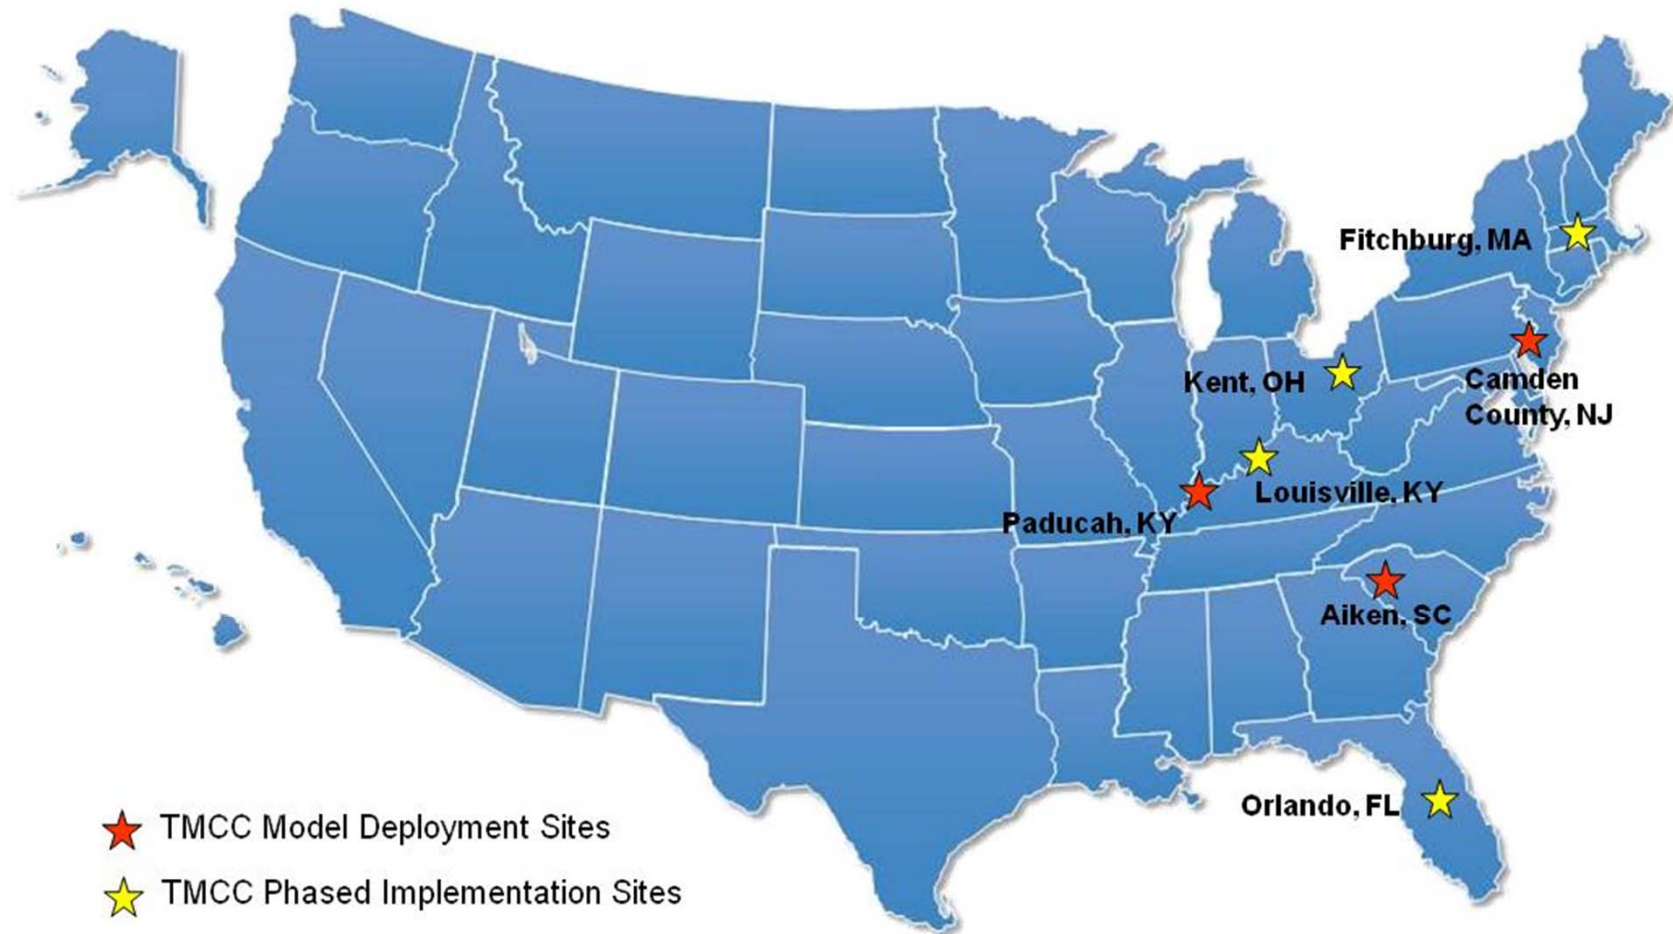 Fitchburg, MA
Kent, OH
Camden
County, NJ
Louisville, KY
Paducah, KY
Aiken, SC
Orlando, FL
TMCC Model Deployment Sites
TMCC Phased Implementation Sites